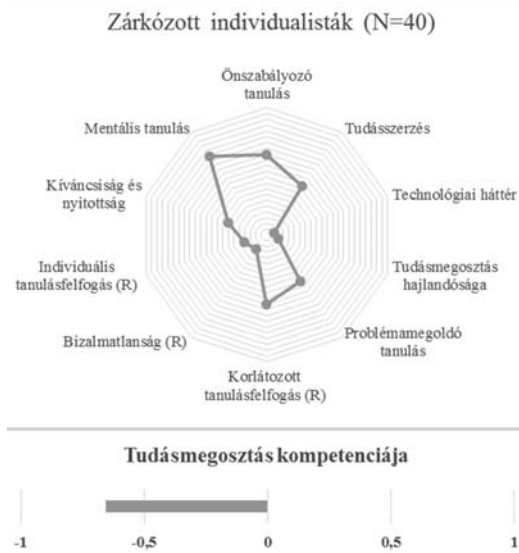 Zárkózott individualisták (N=40)
Önszabályozó
tanulás
Mentális tanulás
Tudásszerzés
Kíváncsiság és
nyitottság
Technológiai háttér
Individuális
tanulásfelfogás (R)
Tudásmegosztás
hajlandósága
Bizalmatlanság (R)
Problémamegoldó
tanulás
Korlátozott
tanulásfelfogás (R)
Tudásmegosztás kompetenciája
-1 -0,5 0 0,5 1